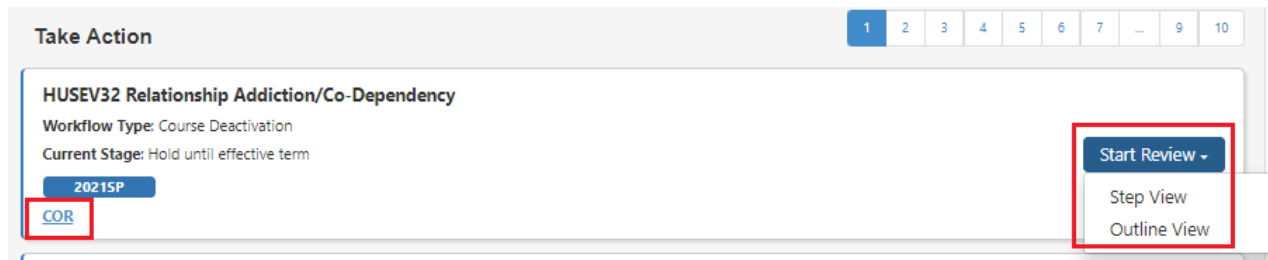 Take Action
1 2 3 4 5 6 7 ... 9 10
HUSEV32 Relationship Addiction/Co-Dependency
Workflow Type: Course Deactivation
Current Stage: Hold until effective term
Start Review
2021SP
Step View
COR
Outline View